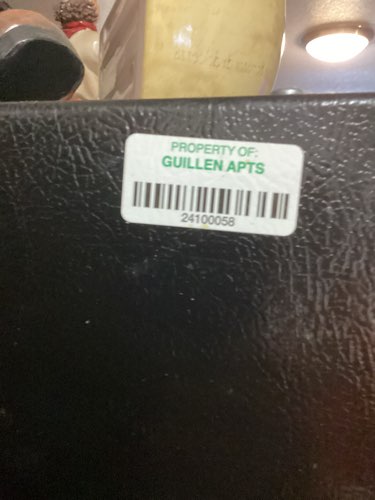 PROPERTY OF:
GUILLEN APTS
24100058